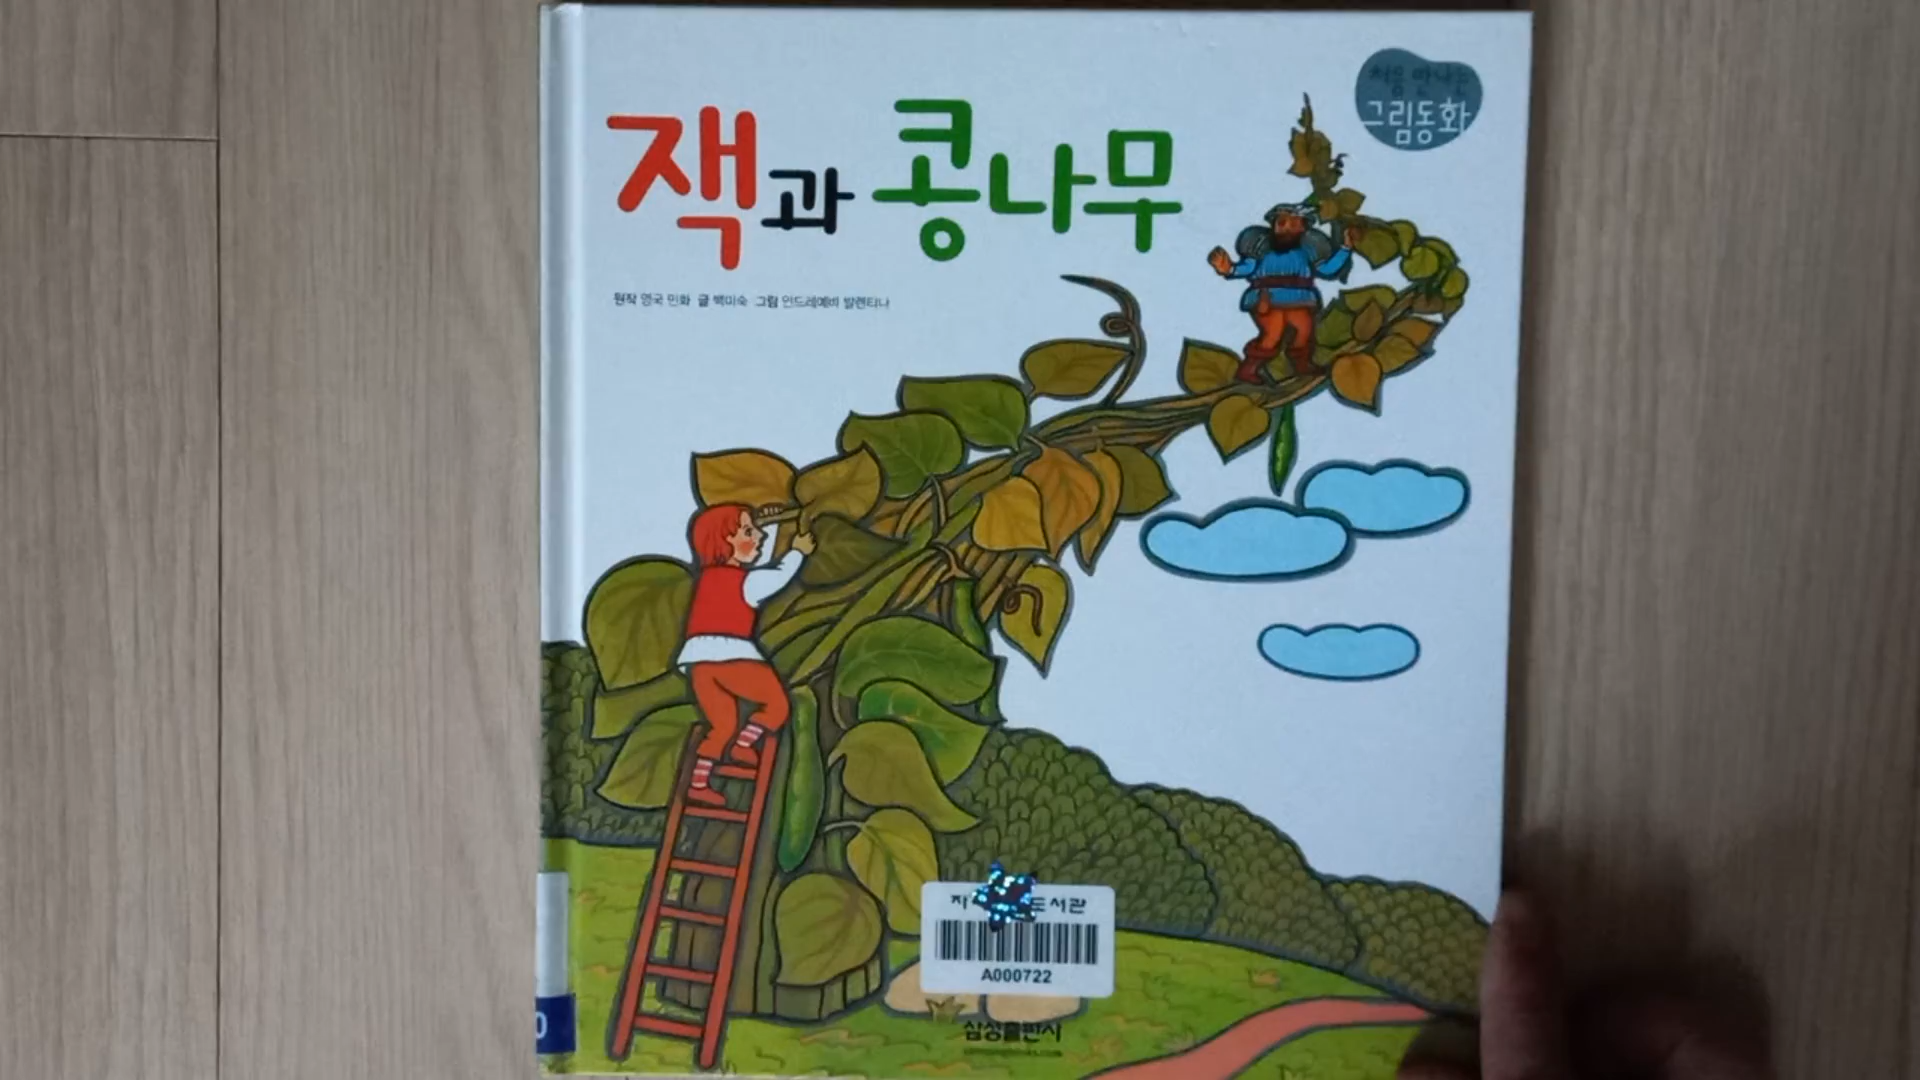 처음 만나는
그림동화
잭과 콩나무
원작 영국 민화 글 백미숙 그림 안드레예바 발렌티나
도서관
A000722
삼성출판사
0